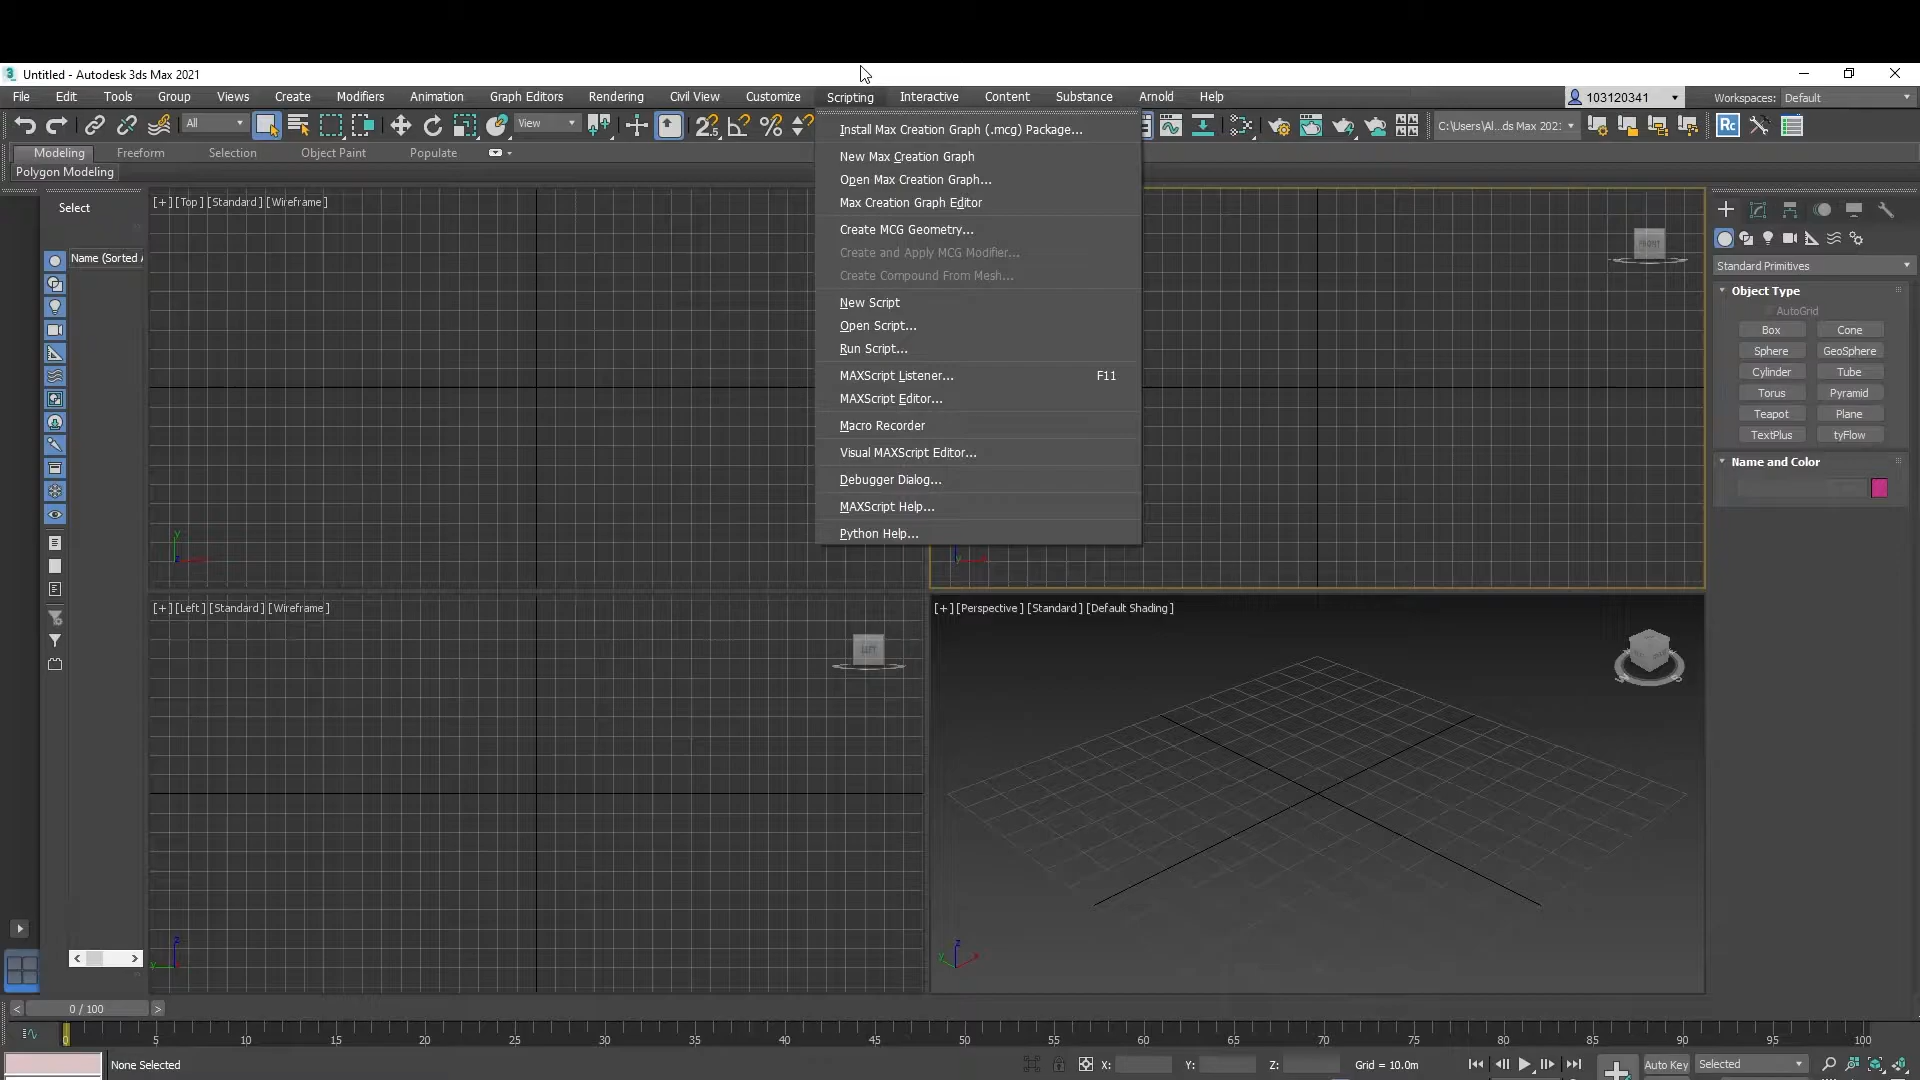 Untitled - Autodesk 3ds Max 2021
File Edit Tools Group Views Create Modifiers Animation Graph Editors Rendering Civil View Customize Scripting Interactive Content Substance Arnold Help 103120341 Workspaces: Default
All View C:\Users\Al...ds Max 202
Modeling Freeform Selection Object Paint Populate
Polygon Modeling
Install Max Creation Graph (.mcg) Package...
New Max Creation Graph
Open Max Creation Graph...
Max Creation Graph Editor
Create MCG Geometry...
Create and Apply MCG Modifier...
Create Compound From Mesh...
New Script
Open Script...
Run Script...
MAXScript Listener... F11
MAXScript Editor...
Macro Recorder
Visual MAXScript Editor...
Debugger Dialog...
MAXScript Help...
Python Help...
Select
Name (Sorted
[+] [Top] [Standard] [Wireframe]
FRONT
[+] [Left] [Standard] [Wireframe]
LEFT
[+] [Perspective] [Standard] [Default Shading]
Standard Primitives
Object Type
AutoGrid
Box Cone
Sphere GeoSphere
Cylinder Tube
Torus Pyramid
Teapot Plane
TextPlus tyFlow
Name and Color
0 / 100
0 5 10 15 20 25 30 35 40 45 50 55 60 65 70 75 80 85 90 95 100
None Selected X: Y: Z: Grid = 10.0m Auto Key Selected